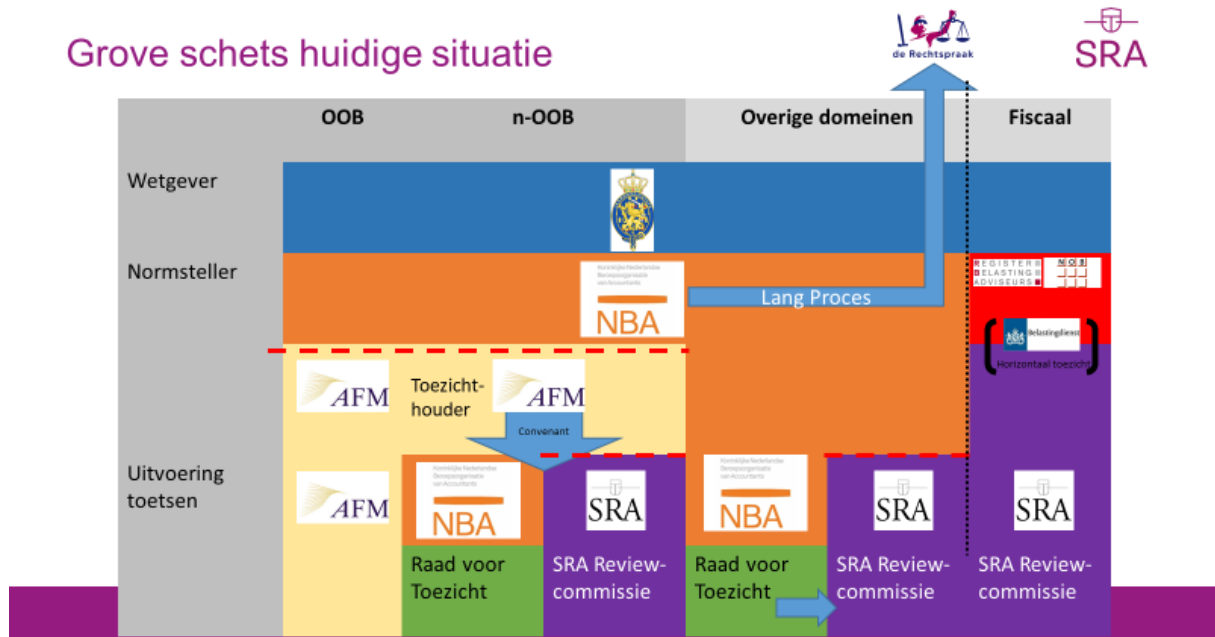 Grove schets huidige situatie
de Rechtspraak
SRA
OOB
n-OOB
Overige domeinen
Fiscaal
Wetgever
Normsteller
Koninklijke Nederlandse
Beroepsorganisatie
van Accountants
NBA
Lang Proces
REGISTER
BELASTING
ADVISEURS
NOB
Belastingdienst
Horizontaal toezicht
AFM
Toezicht-
houder
AFM
Convenant
Uitvoering
toetsen
AFM
Koninklijke Nederlandse
Beroepsorganisatie
van Accountants
NBA
SRA
Koninklijke Nederlandse
Beroepsorganisatie
van Accountants
NBA
SRA
SRA
Raad voor
Toezicht
SRA Review-
commissie
Raad voor
Toezicht
SRA Review-
commissie
SRA Review-
commissie